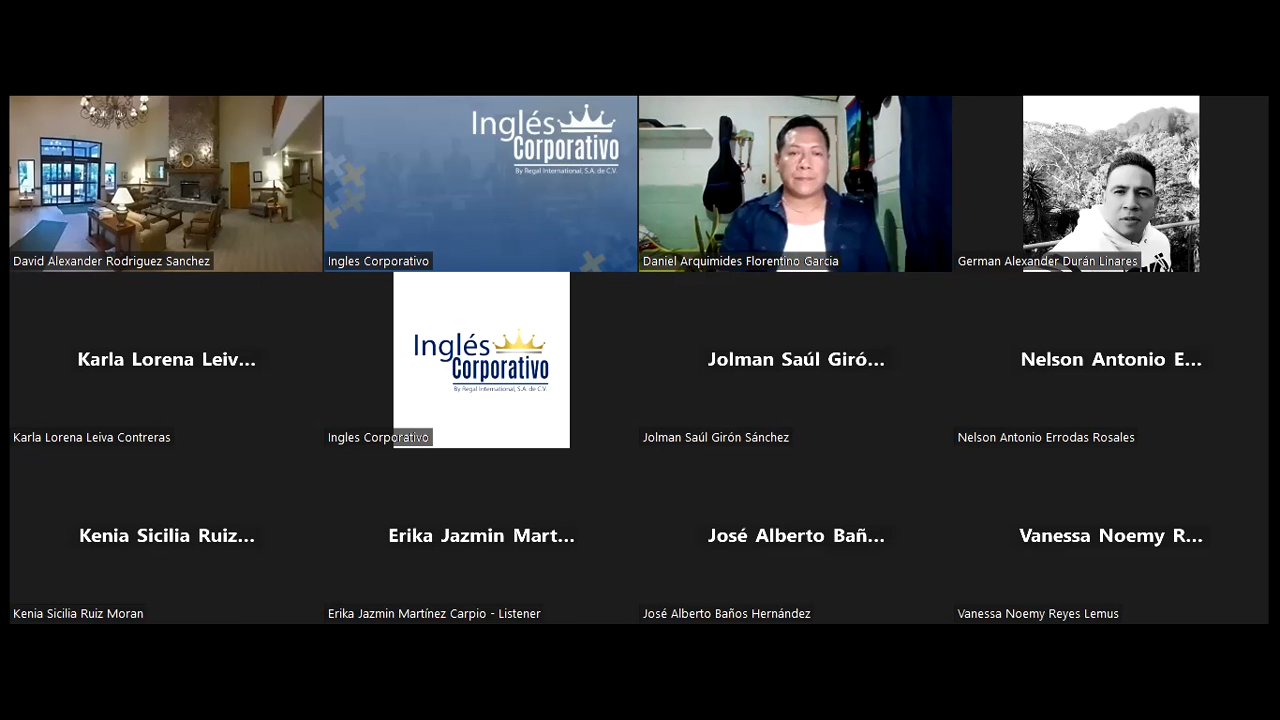 Inglés
Corporativo
By Regal International, S.A. de C.V.
David Alexander Rodriguez Sanchez
Ingles Corporativo
Daniel Arquimides Florentino Garcia
German Alexander Durán Linares
Karla Lorena Leiv...
Inglés
Corporativo
By Regal International, S.A. de C.V.
Jolman Saúl Giró...
Nelson Antonio E...
Karla Lorena Leiva Contreras
Ingles Corporativo
Jolman Saúl Girón Sánchez
Nelson Antonio Errodas Rosales
Kenia Sicilia Ruiz...
Erika Jazmin Mart...
José Alberto Bañ...
Vanessa Noemy R...
Kenia Sicilia Ruiz Moran
Erika Jazmin Martínez Carpio - Listener
José Alberto Baños Hernández
Vanessa Noemy Reyes Lemus